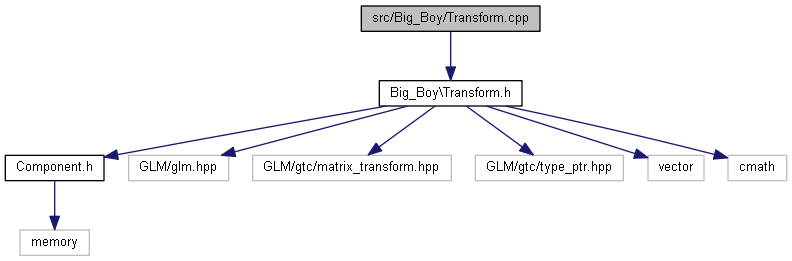 src/Big_Boy/Transform.cpp
Big_Boy\Transform.h
Component.h
GLM/glm.hpp
GLM/gtc/matrix_transform.hpp
GLM/gtc/type_ptr.hpp
vector
cmath
memory